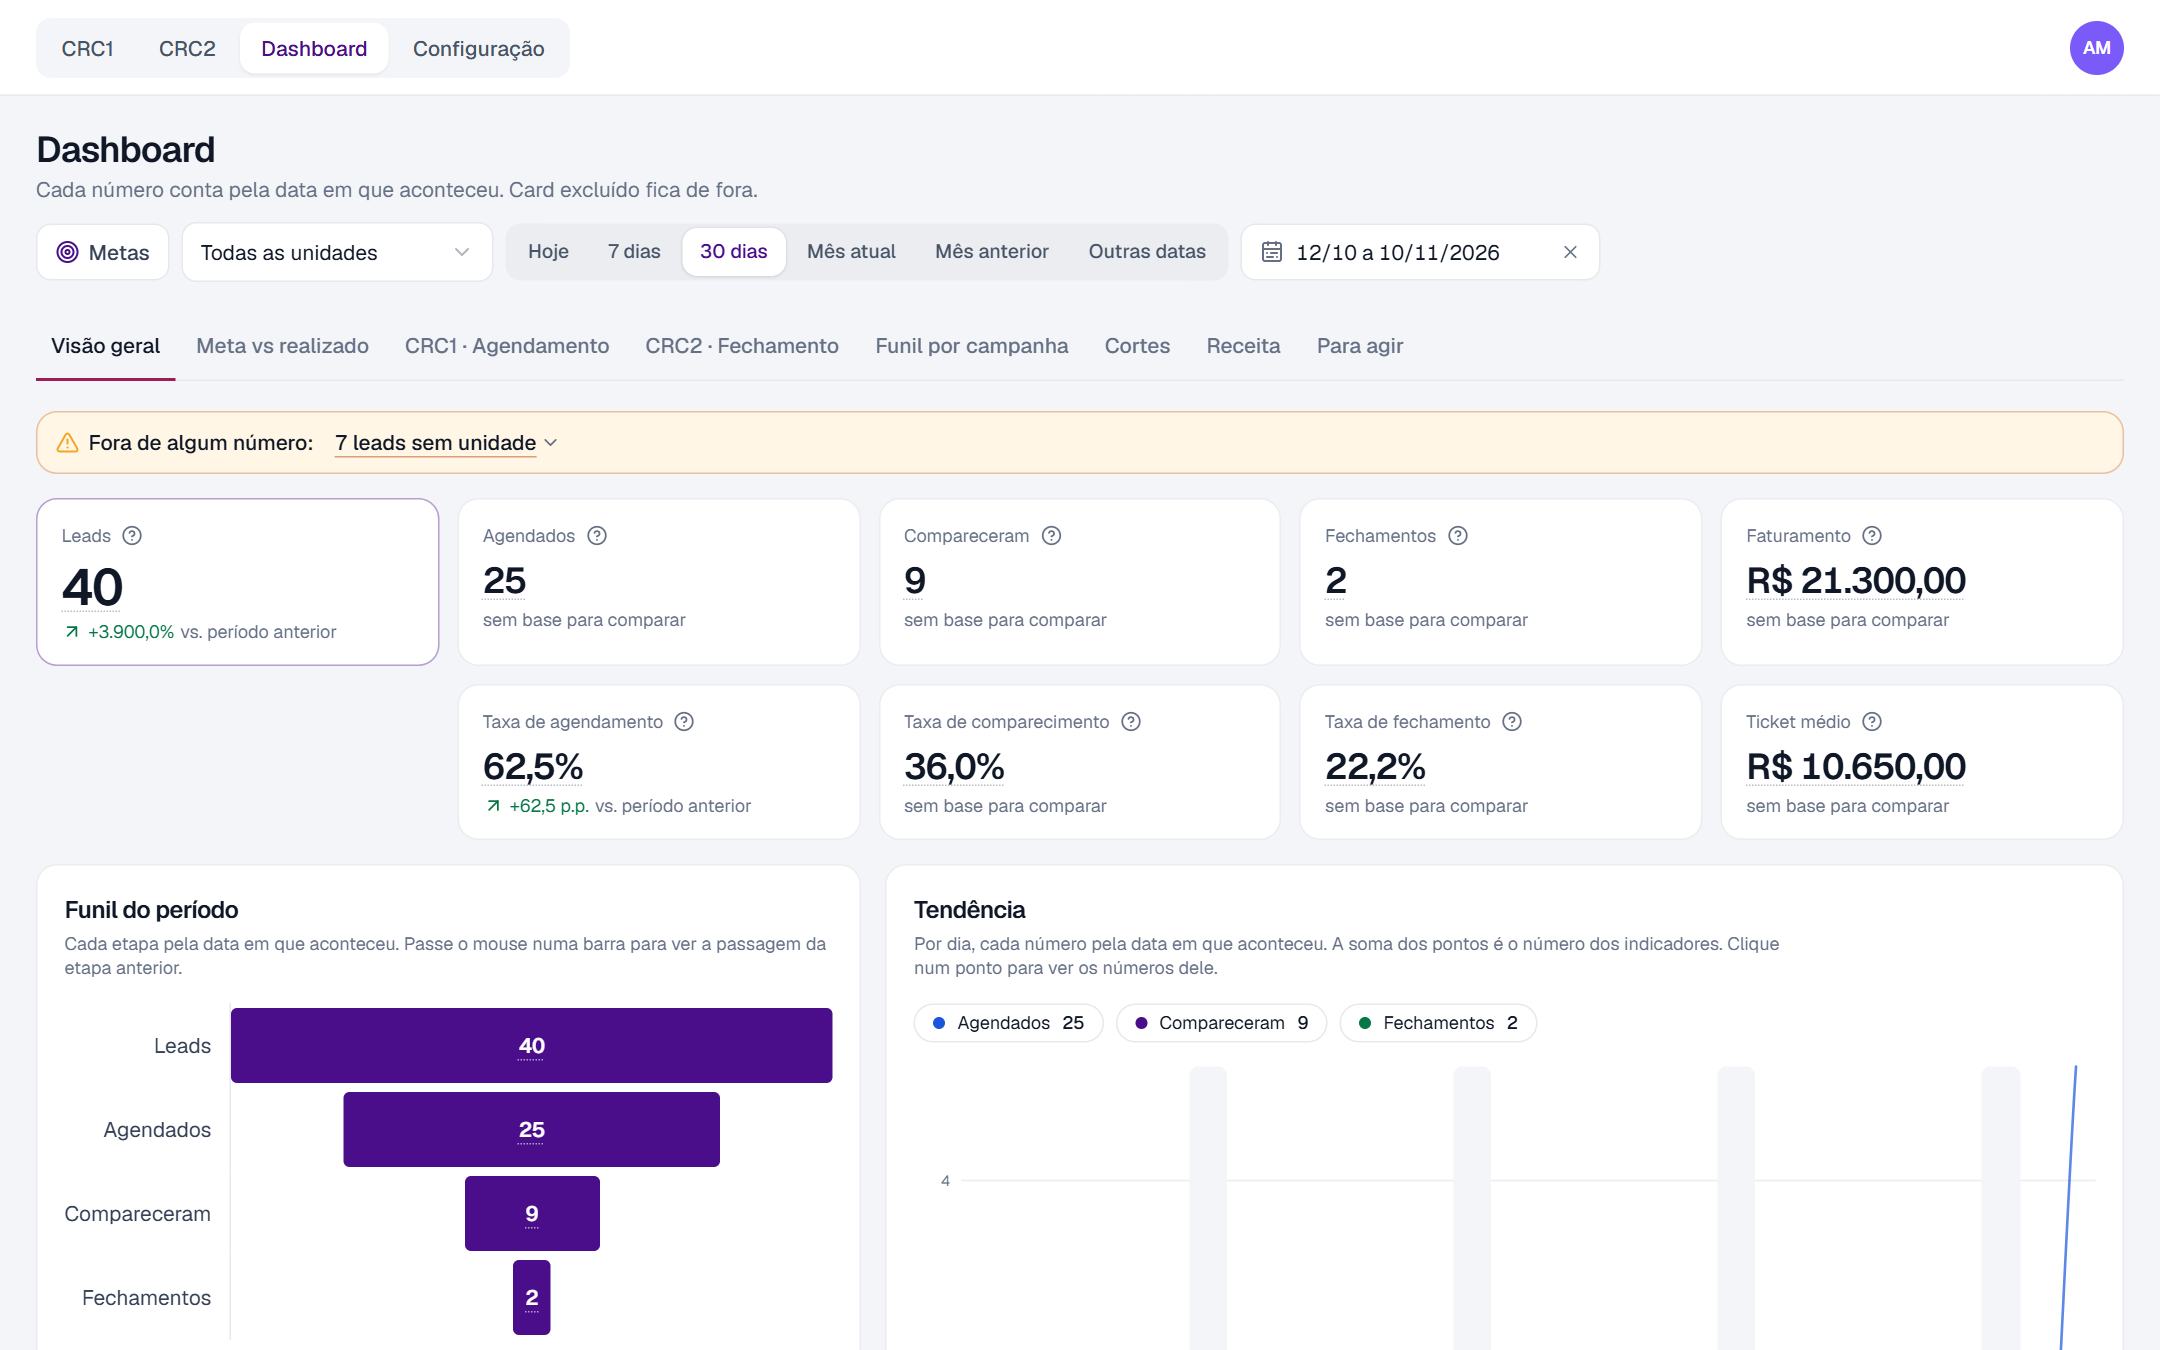 CRC1 CRC2 Dashboard Configuração AM
Dashboard
Cada número conta pela data em que aconteceu. Card excluído fica de fora.
Metas Todas as unidades Hoje 7 dias 30 dias Mês atual Mês anterior Outras datas 12/10 a 10/11/2026
Visão geral Meta vs realizado CRC1 · Agendamento CRC2 · Fechamento Funil por campanha Cortes Receita Para agir
Fora de algum número: 7 leads sem unidade
Leads
40
+3.900,0% vs. período anterior
Agendados
25
sem base para comparar
Compareceram
9
sem base para comparar
Fechamentos
2
sem base para comparar
Faturamento
R$ 21.300,00
sem base para comparar
Taxa de agendamento
62,5%
+62,5 p.p. vs. período anterior
Taxa de comparecimento
36,0%
sem base para comparar
Taxa de fechamento
22,2%
sem base para comparar
Ticket médio
R$ 10.650,00
sem base para comparar
Funil do período
Cada etapa pela data em que aconteceu. Passe o mouse numa barra para ver a passagem da
etapa anterior.
Leads 40
Agendados 25
Compareceram 9
Fechamentos 2
Tendência
Por dia, cada número pela data em que aconteceu. A soma dos pontos é o número dos indicadores. Clique
num ponto para ver os números dele.
Agendados 25 Compareceram 9 Fechamentos 2
4